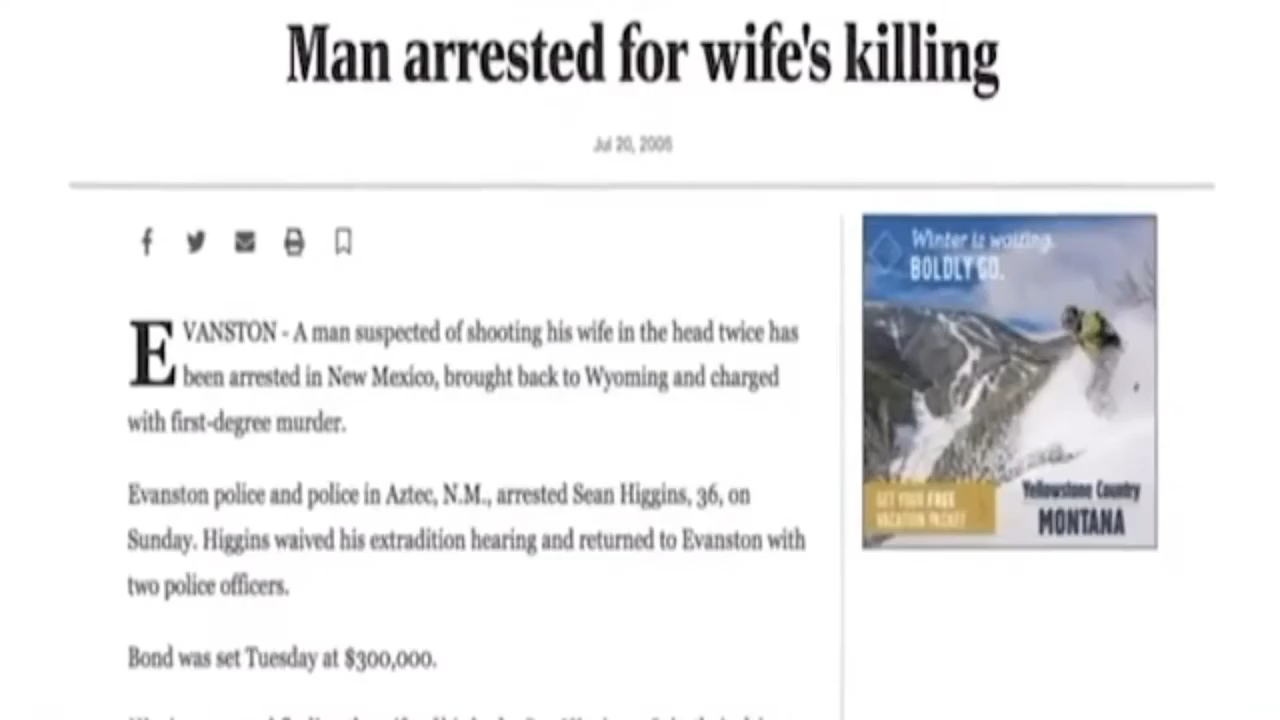 Man arrested for wife's killing
Jul 20, 2006
EVANSTON - A man suspected of shooting his wife in the head twice has
been arrested in New Mexico, brought back to Wyoming and charged
with first-degree murder.
Evanston police and police in Aztec, N.M., arrested Sean Higgins, 36, on
Sunday. Higgins waived his extradition hearing and returned to Evanston with
two police officers.
Bond was set Tuesday at $300,000.
Winter is waiting.
BOLDLY GO.
GET YOUR FREE
VACATION PACKET
Yellowstone Country
MONTANA